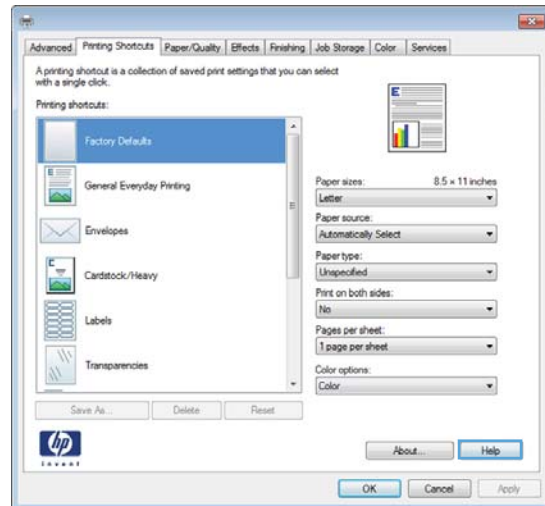 Advanced
Printing Shortcuts
Paper/Quality
Effects
Finishing
Job Storage
Color
Services
A printing shortcut is a collection of saved print settings that you can select
with a single click.
Printing shortcuts:
Factory Defaults
General Everyday Printing
Envelopes
Cardstock/Heavy
Labels
Transparencies
Save As...
Delete
Reset
E
Paper sizes:
8.5 × 11 inches
Letter
Paper source:
Automatically Select
Paper type:
Unspecified
Print on both sides:
No
Pages per sheet:
1 page per sheet
Color options:
Color
hp
invent
About...
Help
OK
Cancel
Apply